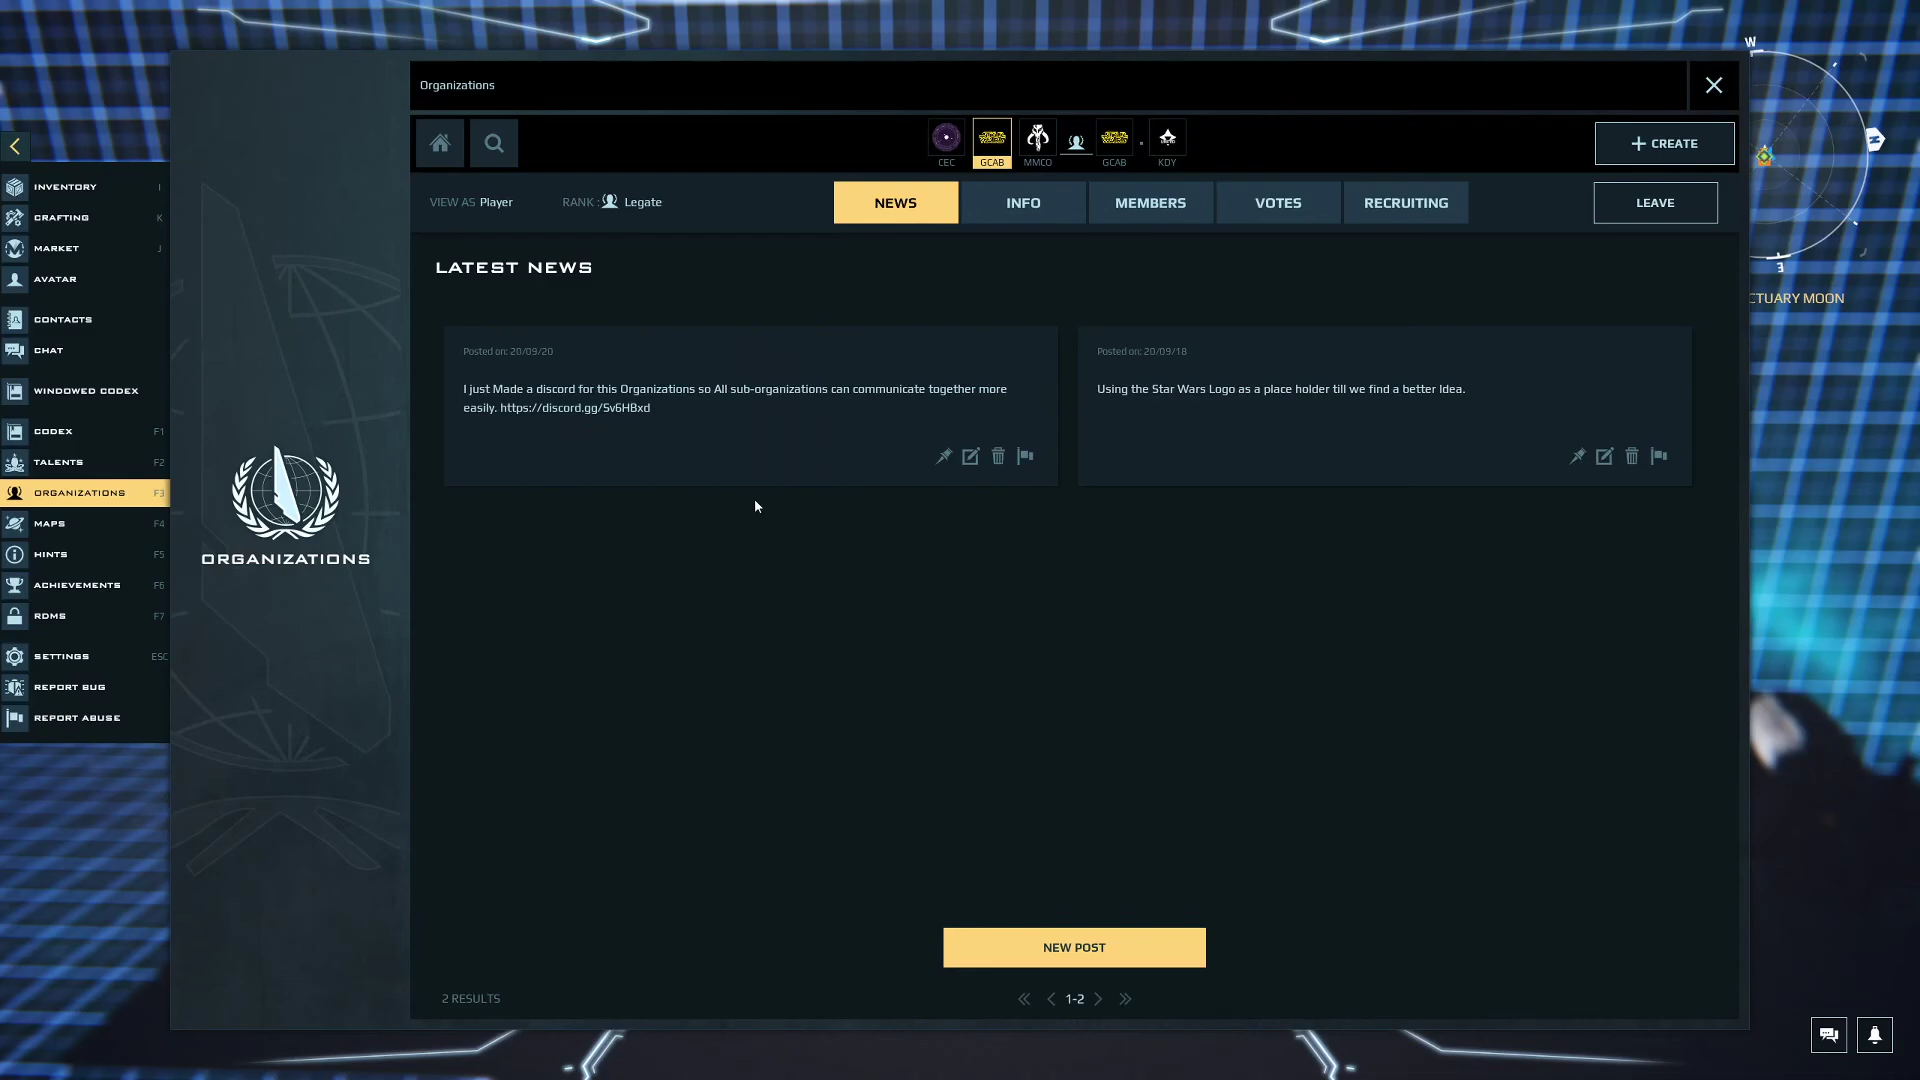 Organizations
CEC
GCAB
MMCO
GCAB
KDY
CREATE
VIEW AS Player
RANK : Legate
NEWS
INFO
MEMBERS
VOTES
RECRUITING
LEAVE
INVENTORY I
CRAFTING K
MARKET J
AVATAR
CONTACTS
CHAT
WINDOWED CODEX
CODEX F1
TALENTS F2
ORGANIZATIONS F3
MAPS F4
HINTS F5
ACHIEVEMENTS F6
RDMS F7
SETTINGS ESC
REPORT BUG
REPORT ABUSE
ORGANIZATIONS
LATEST NEWS
Posted on: 20/09/20
I just Made a discord for this Organizations so All sub-organizations can communicate together more
easily. https://discord.gg/Sv6HBxd
Posted on: 20/09/18
Using the Star Wars Logo as a place holder till we find a better Idea.
NEW POST
2 RESULTS
1-2
W
N
E
CTUARY MOON